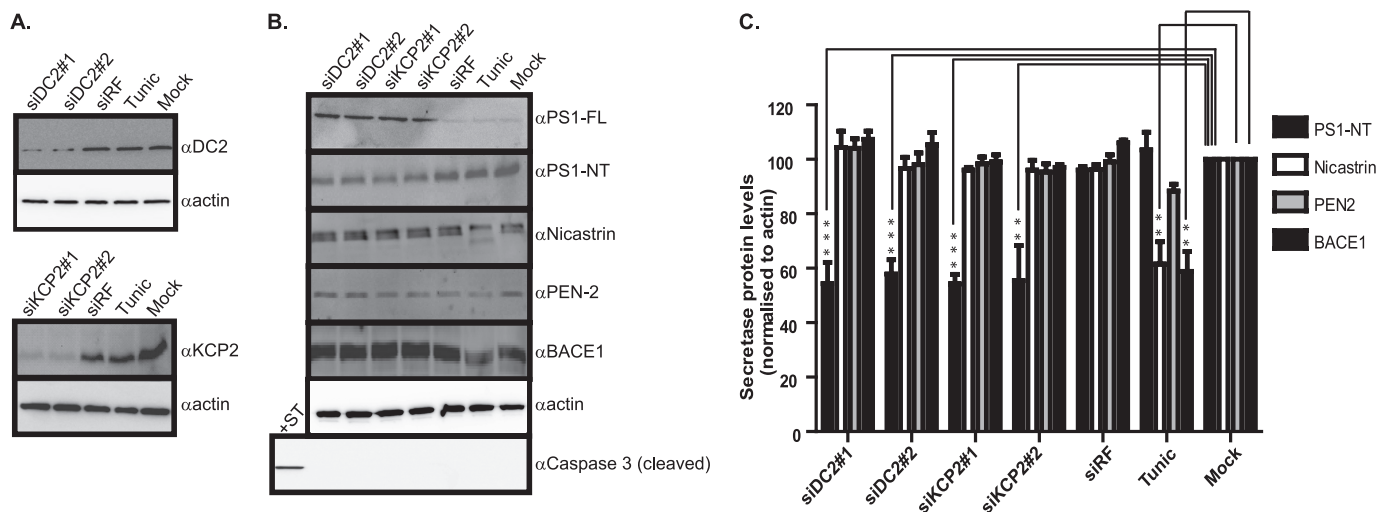 A.
siDC2#1
siDC2#2
siRF
Tunic
Mock
αDC2
αactin
siKCP2#1
siKCP2#2
siRF
Tunic
Mock
αKCP2
αactin
B.
siDC2#1
siDC2#2
siKCP2#1
siKCP2#2
siRF
Tunic
Mock
αPS1-FL
αPS1-NT
αNicastrin
αPEN-2
αBACE1
αactin
+ST
αCaspase 3 (cleaved)
C.
Secretase protein levels
(normalised to actin)
120
100
80
60
40
20
0
***
***
***
**
**
**
siDC2#1
siDC2#2
siKCP2#1
siKCP2#2
siRF
Tunic
Mock
PS1-NT
Nicastrin
PEN2
BACE1